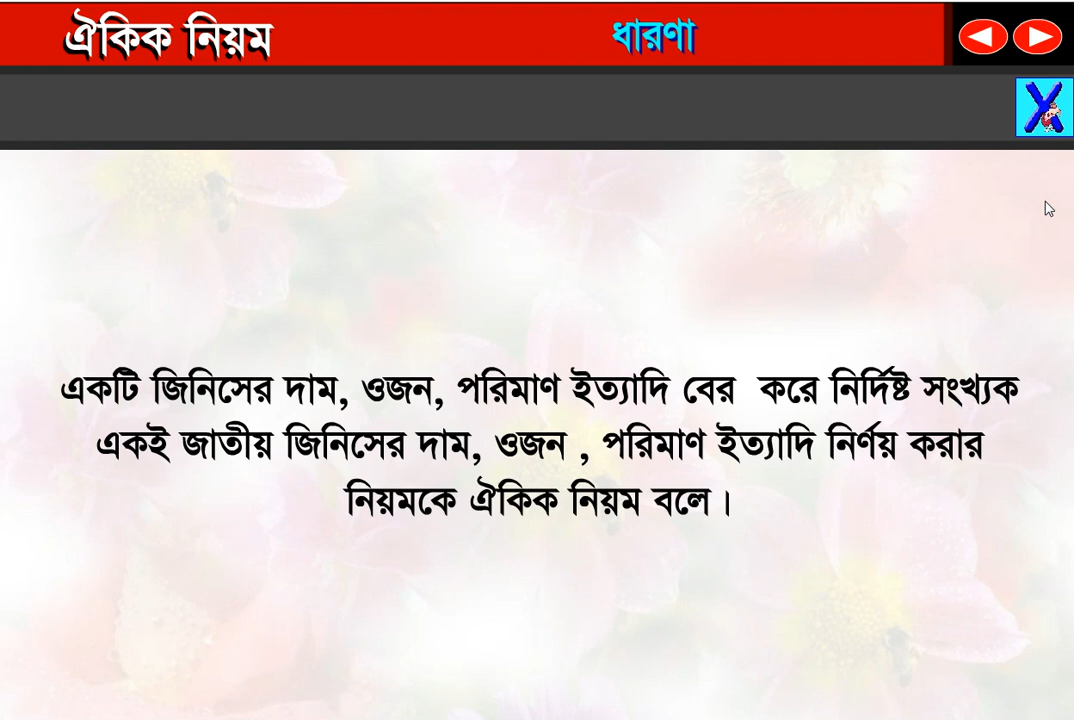 ঐকিক নিয়ম
ধারণা
একটি জিনিসের দাম, ওজন, পরিমাণ ইত্যাদি বের করে নির্দিষ্ট সংখ্যক
একই জাতীয় জিনিসের দাম, ওজন , পরিমাণ ইত্যাদি নির্ণয় করার
নিয়মকে ঐকিক নিয়ম বলে ।